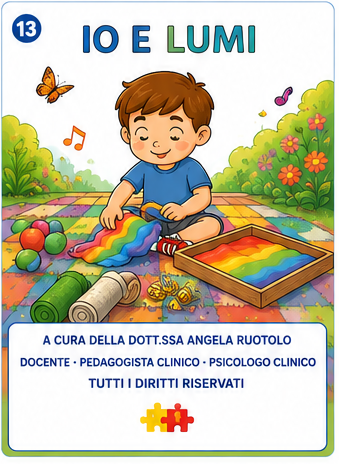 13
IO E LUMI
A CURA DELLA DOTT.SSA ANGELA RUOTOLO
DOCENTE · PEDAGOGISTA CLINICO · PSICOLOGO CLINICO
TUTTI I DIRITTI RISERVATI